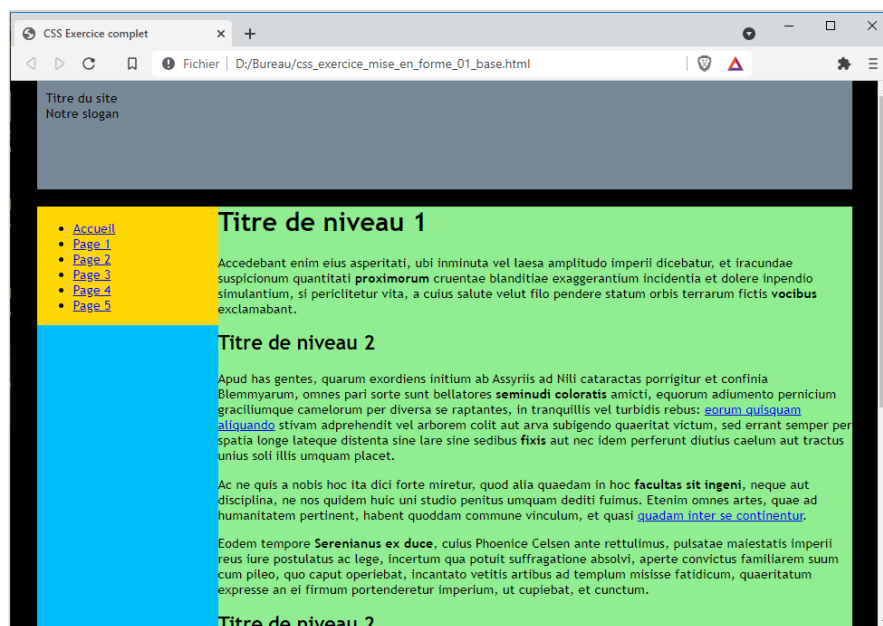 CSS Exercice complet
Fichier D:/Bureau/css_exercice_mise_en_forme_01_base.html
Titre du site
Notre slogan
Accueil
Page 1
Page 2
Page 3
Page 4
Page 5
Titre de niveau 1
Accedebant enim eius asperitati, ubi inminuta vel laesa amplitudo imperii dicebatur, et iracundae
suspicionum quantitati proximorum cruentae blanditiae exaggerantium incidentia et dolere inpendio
simulantium, si periclitetur vita, a cuius salute velut filo pendere statum orbis terrarum fictis vocibus
exclamabant.
Titre de niveau 2
Apud has gentes, quarum exordiens initium ab Assyriis ad Nili cataractas porrigitur et confinia
Blemmyarum, omnes pari sorte sunt bellatores seminudi coloratis amicti, equorum adiumento pernicium
graciliumque camelorum per diversa se raptantes, in tranquillis vel turbidis rebus: eorum quisquam
aliquando stivam adprehendit vel arborem colit aut arva subigendo quaeritat victum, sed errant semper per
spatia longe lateque distenta sine lare sine sedibus fixis aut nec idem perferunt diutius caelum aut tractus
unius soli illis umquam placet.
Ac ne quis a nobis hoc ita dici forte miretur, quod alia quaedam in hoc facultas sit ingeni, neque aut
disciplina, ne nos quidem huic uni studio penitus umquam dediti fuimus. Etenim omnes artes, quae ad
humanitatem pertinent, habent quoddam commune vinculum, et quasi quadam inter se continentur.
Eodem tempore Serenianus ex duce, cuius Phoenice Celsen ante rettulimus, pulsatae maiestatis imperii
reus iure postulatus ac lege, incertum qua potuit suffragatione absolvi, aperte convictus familiarem suum
cum pileo, quo caput operiebat, incantato vetitis artibus ad templum misisse fatidicum, quaeritatum
expresse an ei firmum portenderetur imperium, ut cupiebat, et cunctum.
Titre de niveau 2